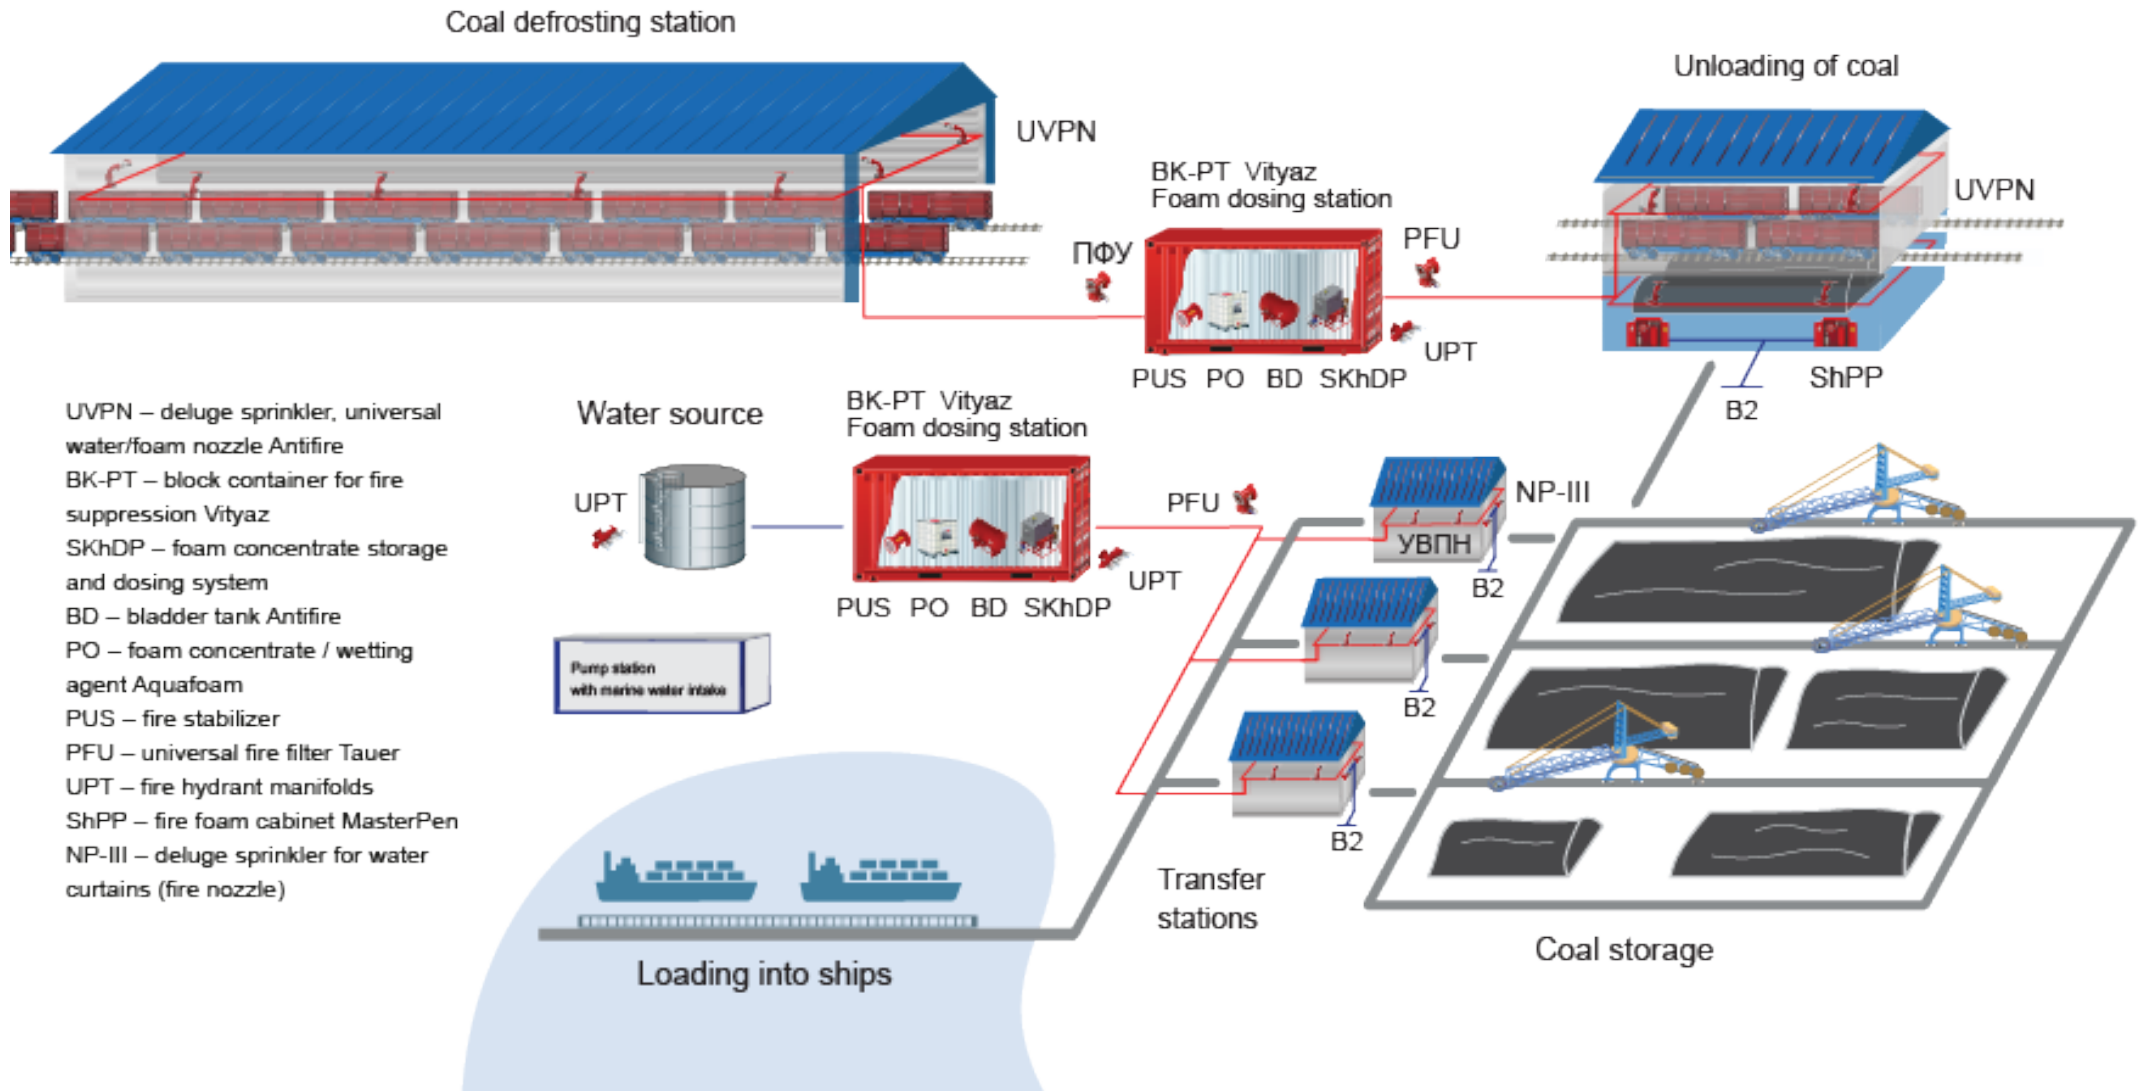 Coal defrosting station
Unloading of coal
UVPN
BK-PT Vityaz
Foam dosing station
UVPN
ПФУ
PFU
UPT
PUS
PO
BD
SKhDP
ShPP
B2
UVPN – deluge sprinkler, universal
water/foam nozzle Antifire
BK-PT – block container for fire
suppression Vityaz
SKhDP – foam concentrate storage
and dosing system
BD – bladder tank Antifire
PO – foam concentrate / wetting
agent Aquafoam
PUS – fire stabilizer
PFU – universal fire filter Tauer
UPT – fire hydrant manifolds
ShPP – fire foam cabinet MasterPen
NP-III – deluge sprinkler for water
curtains (fire nozzle)
Water source
UPT
BK-PT Vityaz
Foam dosing station
PFU
UPT
PUS
PO
BD
SKhDP
NP-III
УВПН
B2
B2
B2
Pump station
with marine water intake
Transfer
stations
Coal storage
Loading into ships